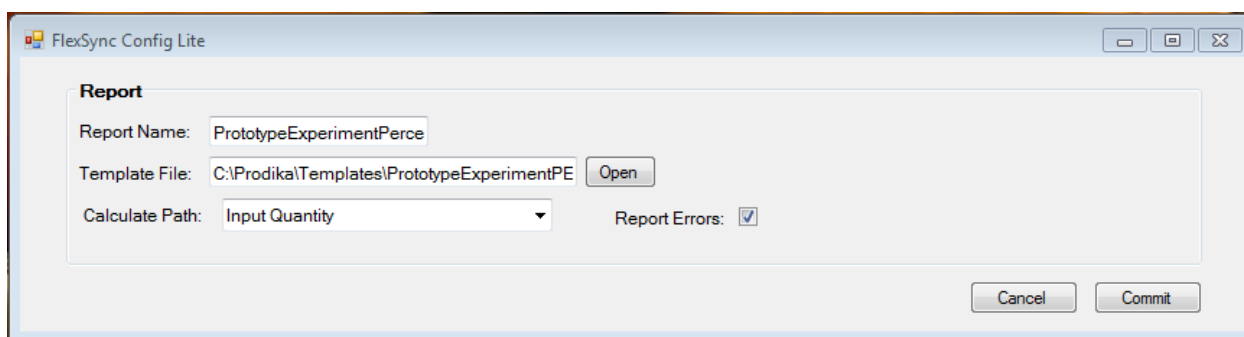 FlexSync Config Lite
Report
Report Name: PrototypeExperimentPerce
Template File: C:\Prodika\Templates\PrototypeExperimentPE Open
Calculate Path: Input Quantity Report Errors:
Cancel Commit